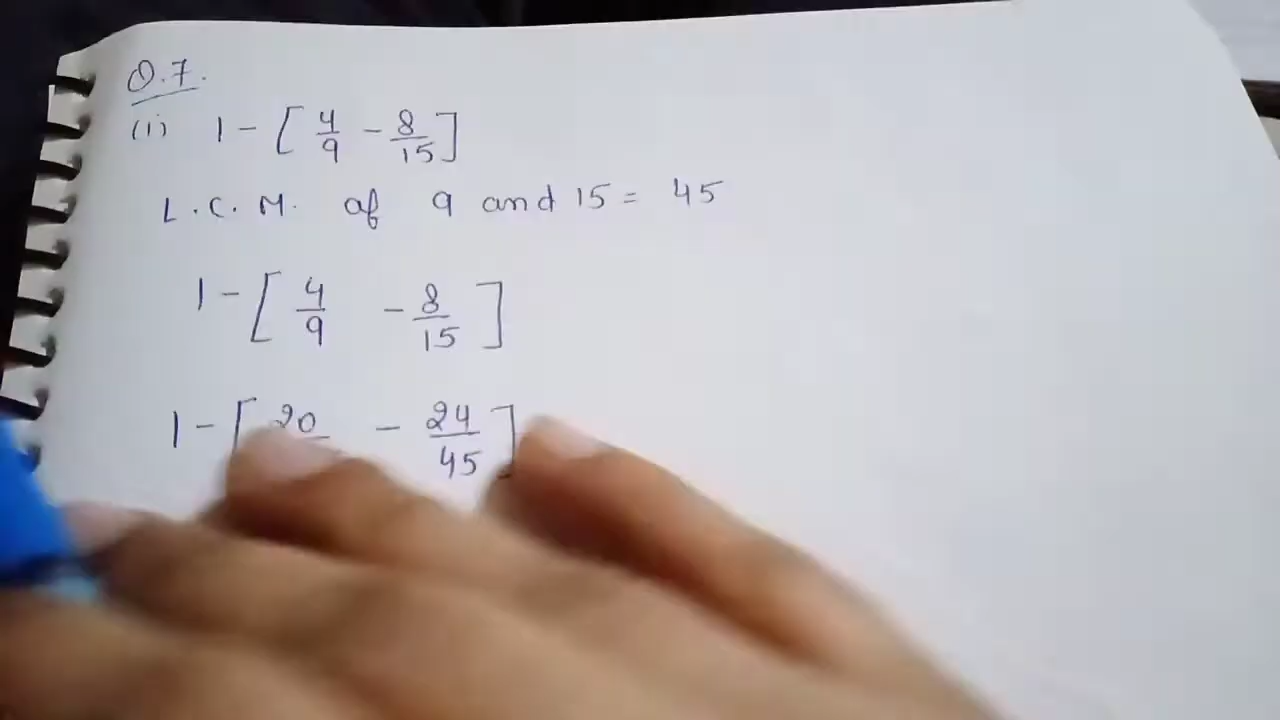 Q.7.
(i) 1 - [4/9 - 8/15]
L.C.M. of 9 and 15 = 45
1 - [4/9 - 8/15]
1 - [20 - 24/45]